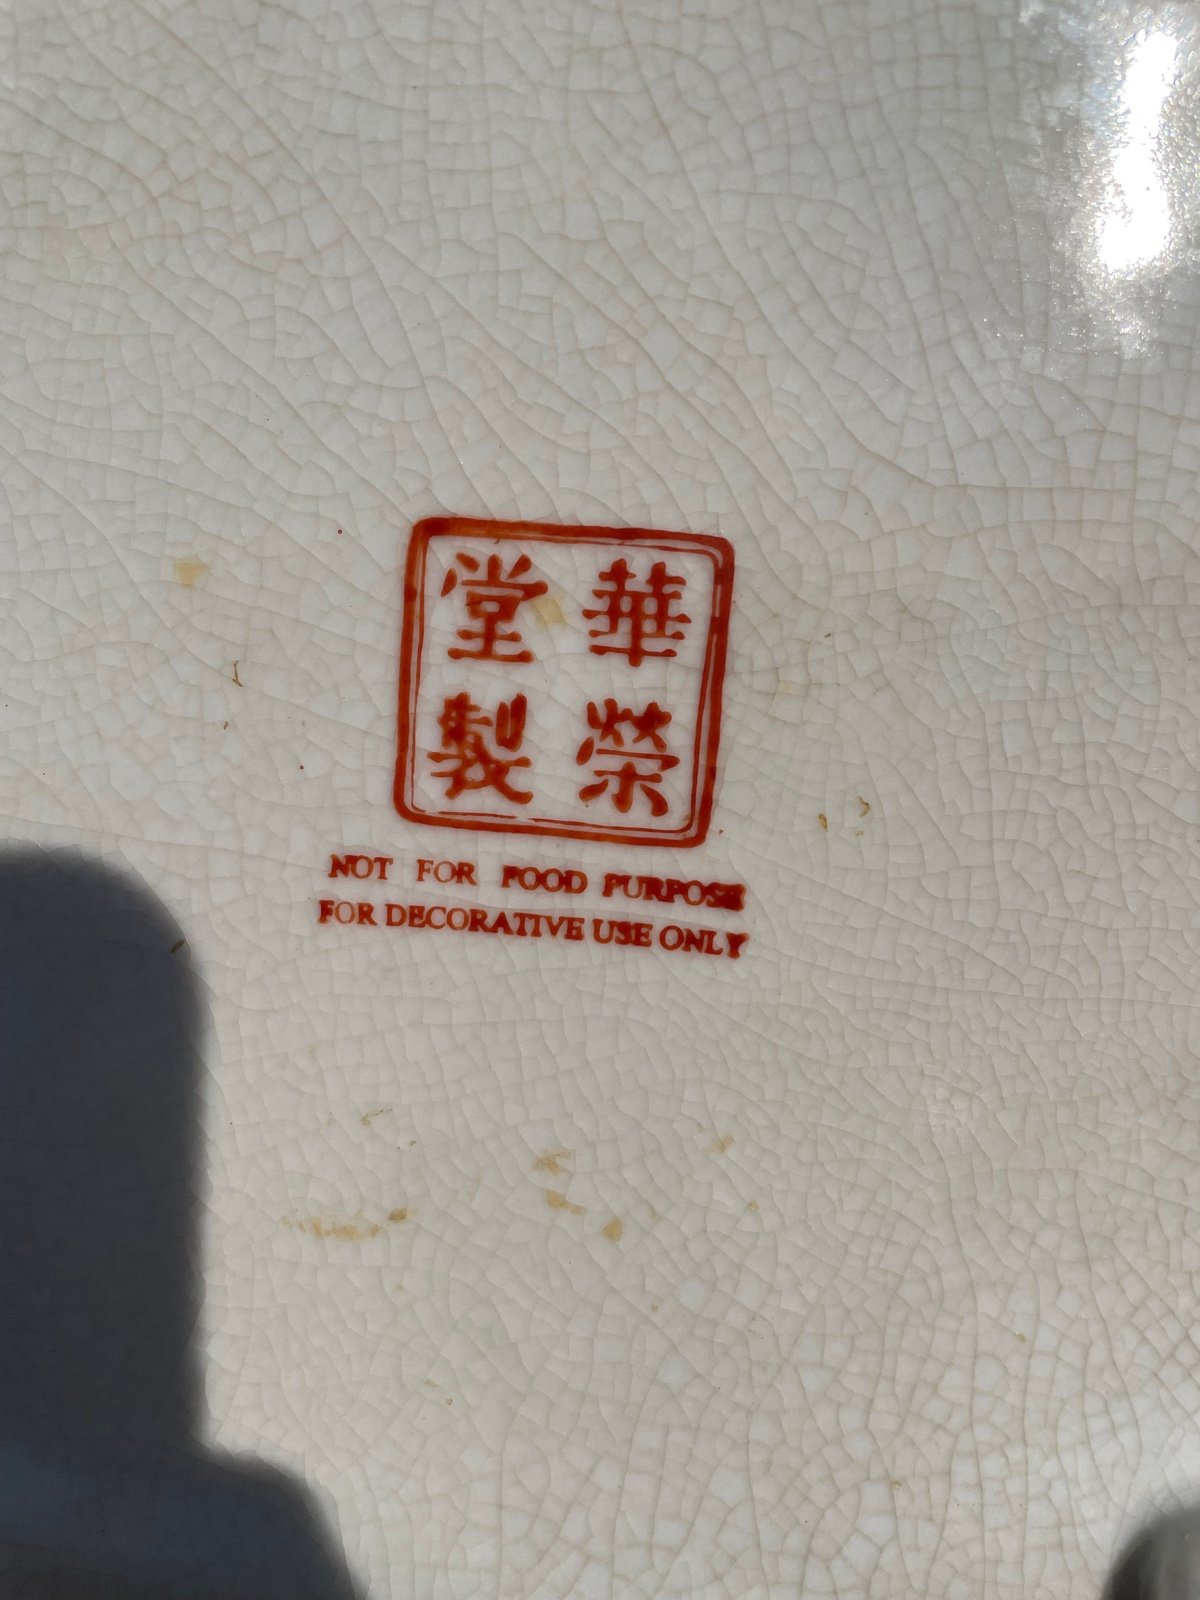 華榮
堂製
NOT FOR FOOD PURPOSE
FOR DECORATIVE USE ONLY